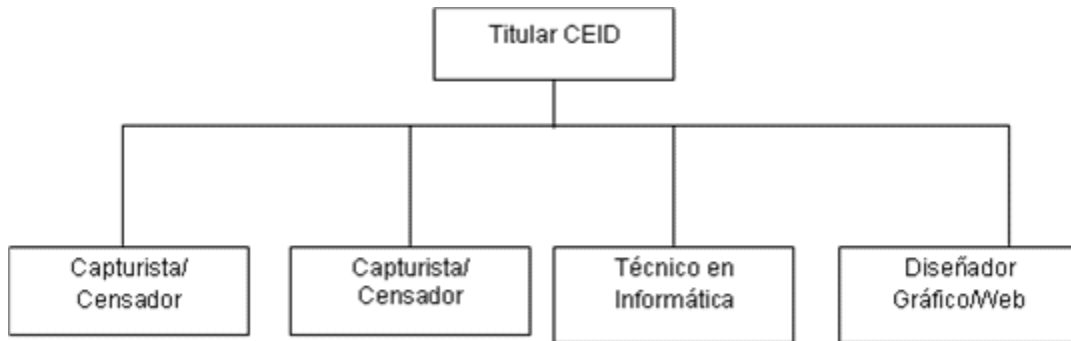 Titular CEID
Capturista/
Censador
Capturista/
Censador
Técnico en
Informática
Diseñador
Gráfico/Web